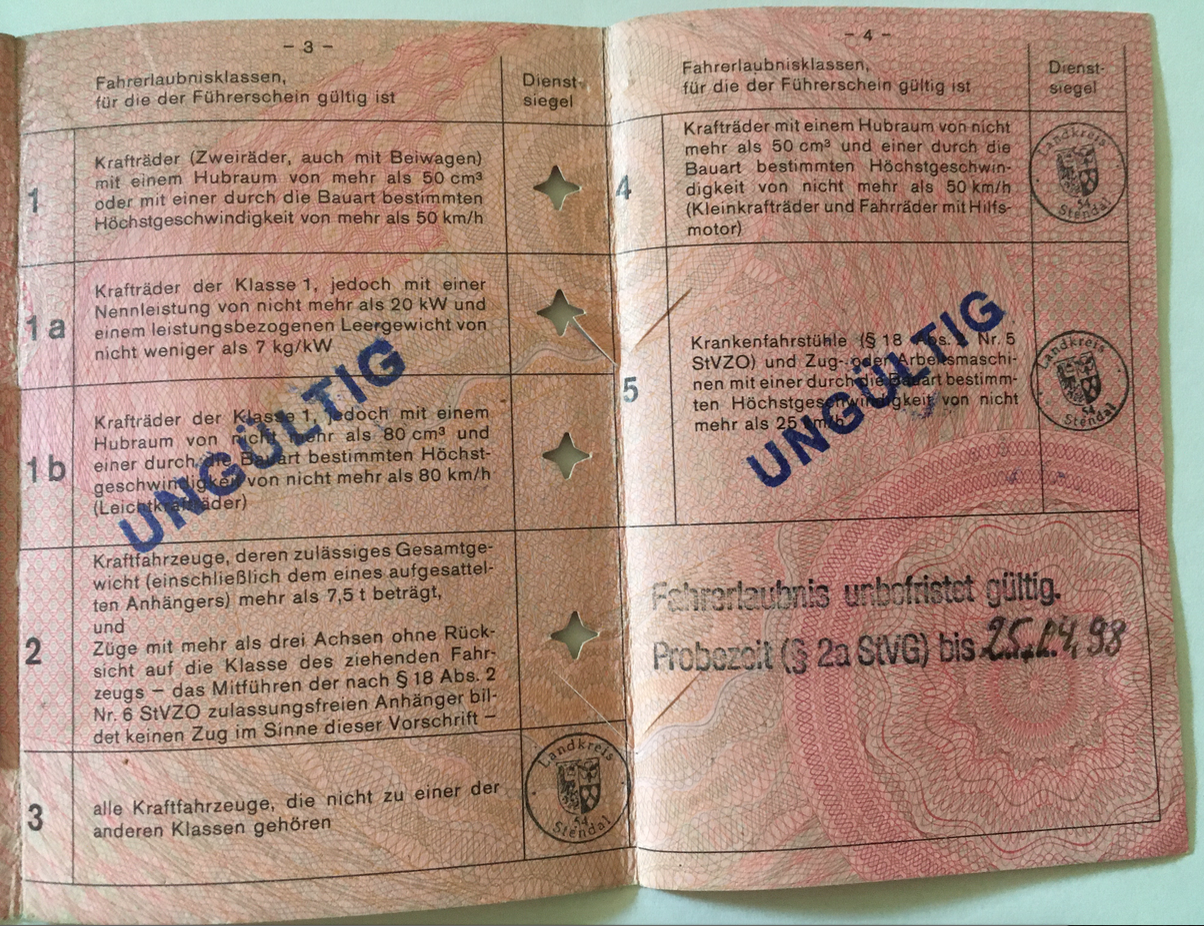 – 3 –
Fahrerlaubnisklassen,
für die der Führerschein gültig ist
Dienst-
siegel
1
Krafträder (Zweiräder, auch mit Beiwagen)
mit einem Hubraum von mehr als 50 cm³
oder mit einer durch die Bauart bestimmten
Höchstgeschwindigkeit von mehr als 50 km/h
1a
Krafträder der Klasse 1, jedoch mit einer
Nennleistung von nicht mehr als 20 kW und
einem leistungsbezogenen Leergewicht von
nicht weniger als 7 kg/kW
1b
Krafträder der Klasse 1, jedoch mit einem
Hubraum von nicht mehr als 80 cm³ und
einer durch die Bauart bestimmten Höchst-
geschwindigkeit von nicht mehr als 80 km/h
(Leichtkrafträder)
UNGÜLTIG
2
Kraftfahrzeuge, deren zulässiges Gesamtge-
wicht (einschließlich dem eines aufgesattel-
ten Anhängers) mehr als 7,5 t beträgt,
und
Züge mit mehr als drei Achsen ohne Rück-
sicht auf die Klasse des ziehenden Fahr-
zeugs – das Mitführen der nach § 18 Abs. 2
Nr. 6 StVZO zulassungsfreien Anhänger bil-
det keinen Zug im Sinne dieser Vorschrift –
3
alle Kraftfahrzeuge, die nicht zu einer der
anderen Klassen gehören
Landkreis
54
Stendal
– 4 –
Fahrerlaubnisklassen,
für die der Führerschein gültig ist
Dienst-
siegel
4
Krafträder mit einem Hubraum von nicht
mehr als 50 cm³ und einer durch die
Bauart bestimmten Höchstgeschwin-
digkeit von nicht mehr als 50 km/h
(Kleinkrafträder und Fahrräder mit Hilfs-
motor)
Landkreis
54
Stendal
5
Krankenfahrstühle (§ 18 Abs. Nr. 5
StVZO) und Zug- oder Arbeitsmaschi-
nen mit einer durch die Bauart bestimm-
ten Höchstgeschwindigkeit von nicht
mehr als 25 km/h
UNGÜLTIG
Landkreis
54
Stendal
Fahrerlaubnis unbefristet gültig.
Probezeit (§ 2a StVG) bis 25.04.98